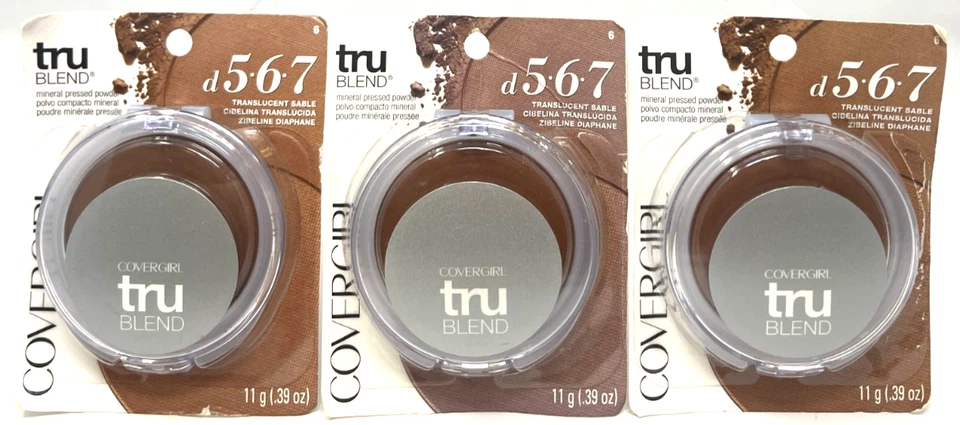 6
tru
BLEND®
mineral pressed powder
polvo compacto mineral
poudre minérale pressée
d5·6·7
TRANSLUCENT SABLE
CIBELINA TRANSLUCIDA
ZIBELINE DIAPHANE
COVERGIRL
COVERGIRL
tru
BLEND
11 g (.39 oz)
6
tru
BLEND®
mineral pressed powder
polvo compacto mineral
poudre minérale pressée
d5·6·7
TRANSLUCENT SABLE
CIBELINA TRANSLUCIDA
ZIBELINE DIAPHANE
COVERGIRL
COVERGIRL
tru
BLEND
11 g (.39 oz)
6
tru
BLEND®
mineral pressed powder
polvo compacto mineral
poudre minérale pressée
d5·6·7
TRANSLUCENT SABLE
CIBELINA TRANSLUCIDA
ZIBELINE DIAPHANE
COVERGIRL
COVERGIRL
tru
BLEND
11 g (.39 oz)